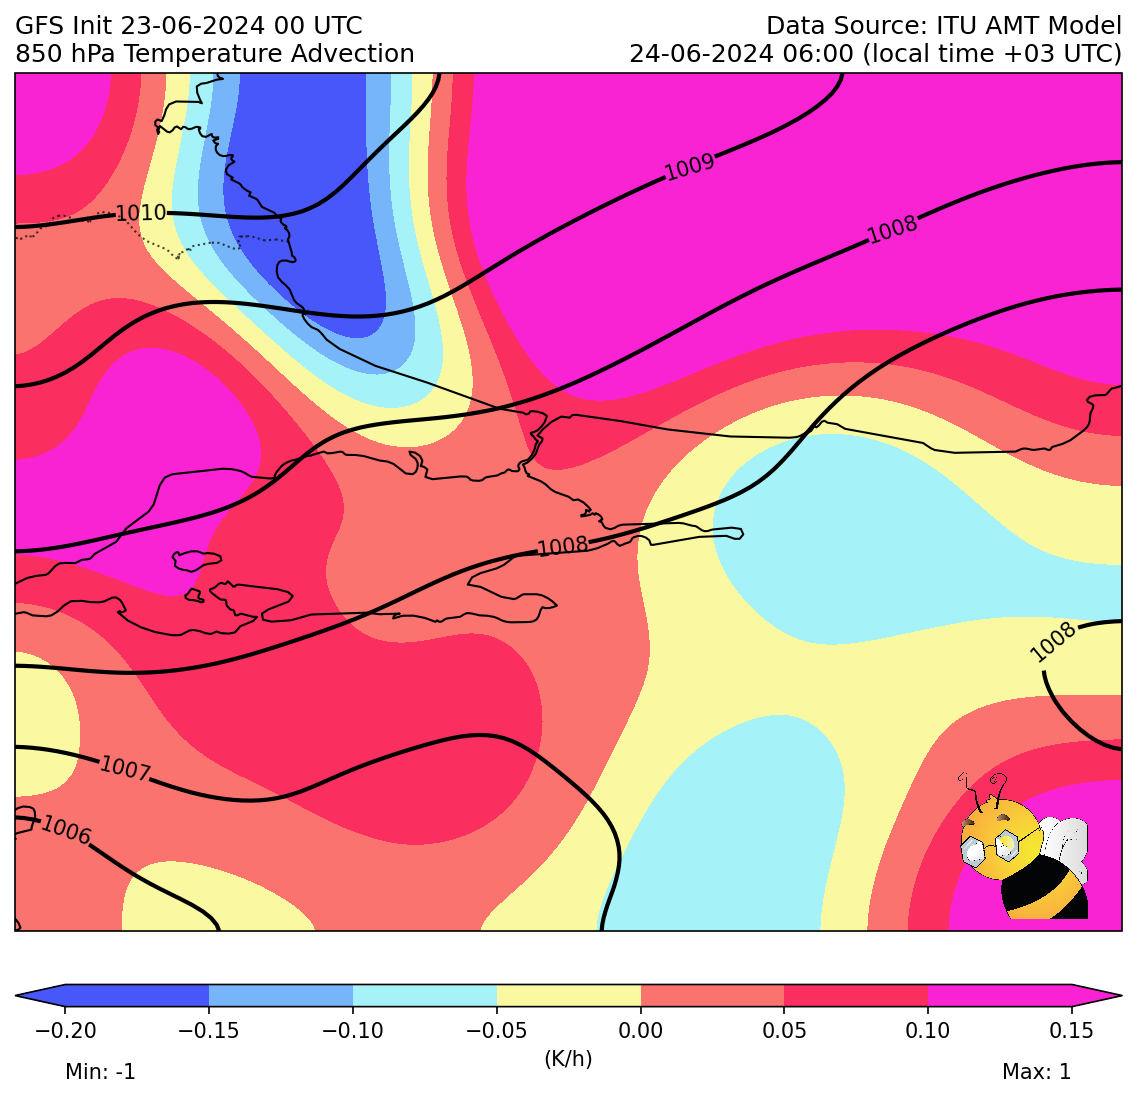 GFS Init 23-06-2024 00 UTC
Data Source: ITU AMT Model
850 hPa Temperature Advection
24-06-2024 06:00 (local time +03 UTC)
1009
1010
1008
1008
1008
1007
1006
−0.20 −0.15 −0.10 −0.05 0.00 0.05 0.10 0.15
(K/h)
Min: -1
Max: 1